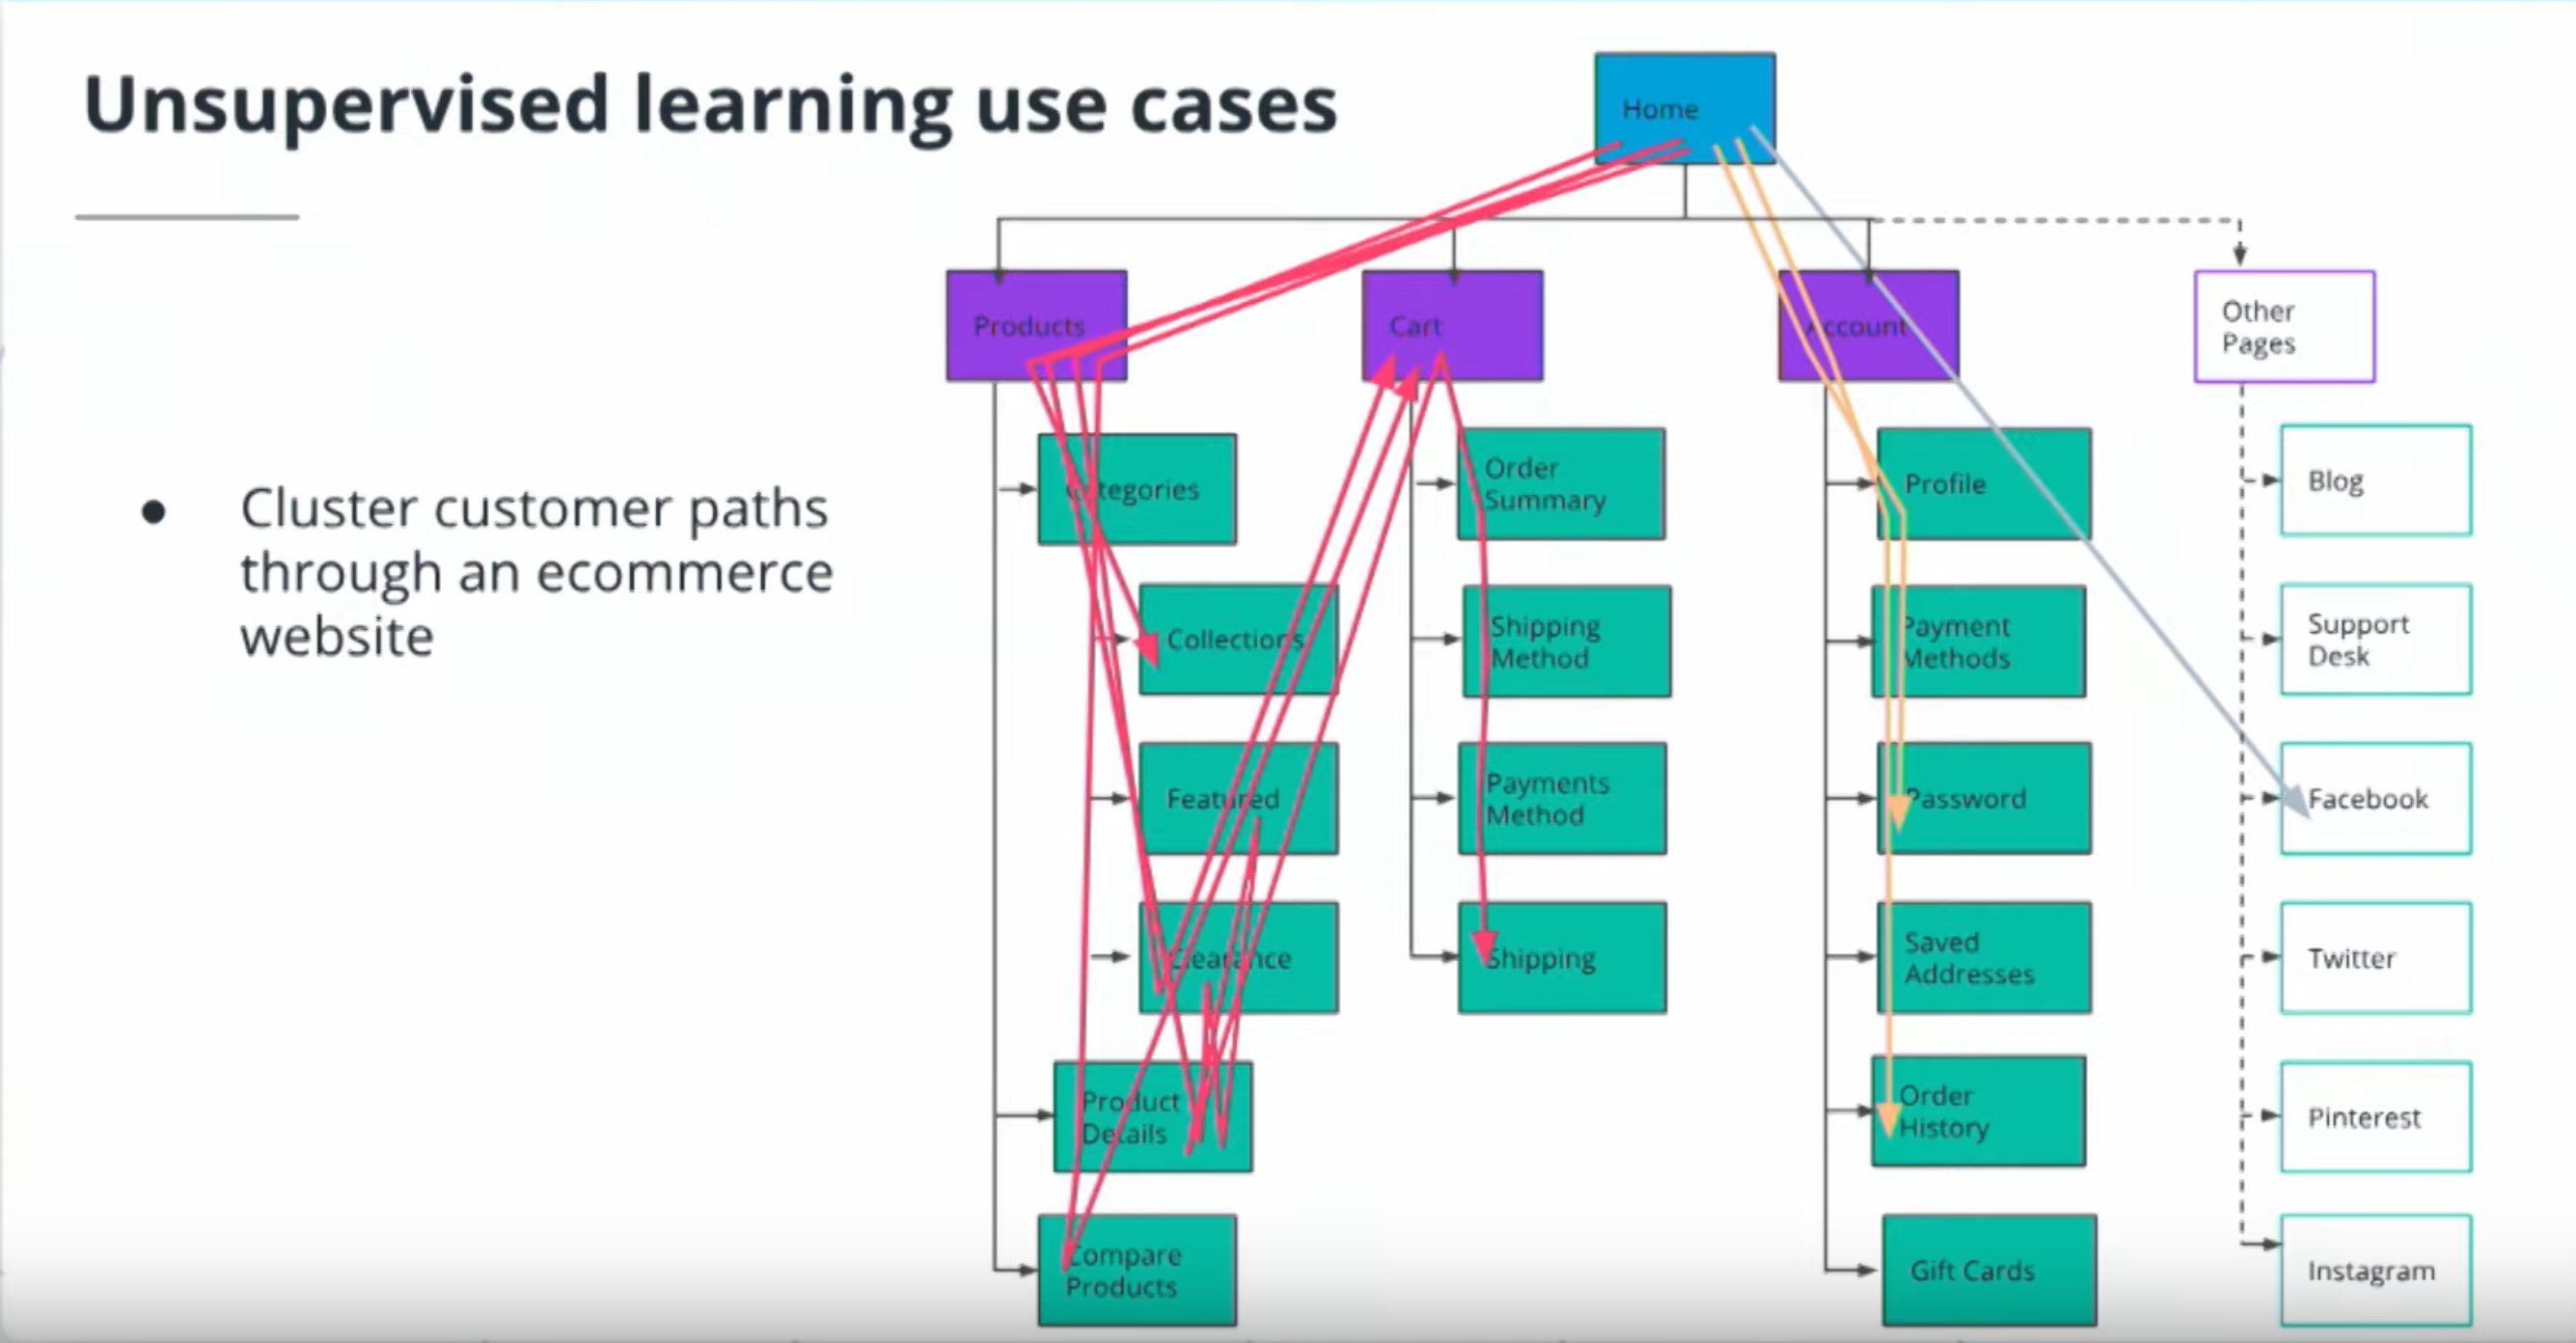 Unsupervised learning use cases
● Cluster customer paths
through an ecommerce
website
Home
Products
Cart
Account
Other
Pages
Categories
Collections
Featured
Clearance
Product
Details
Compare
Products
Order
Summary
Shipping
Method
Payments
Method
Shipping
Profile
Payment
Methods
Password
Saved
Addresses
Order
History
Gift Cards
Blog
Support
Desk
Facebook
Twitter
Pinterest
Instagram